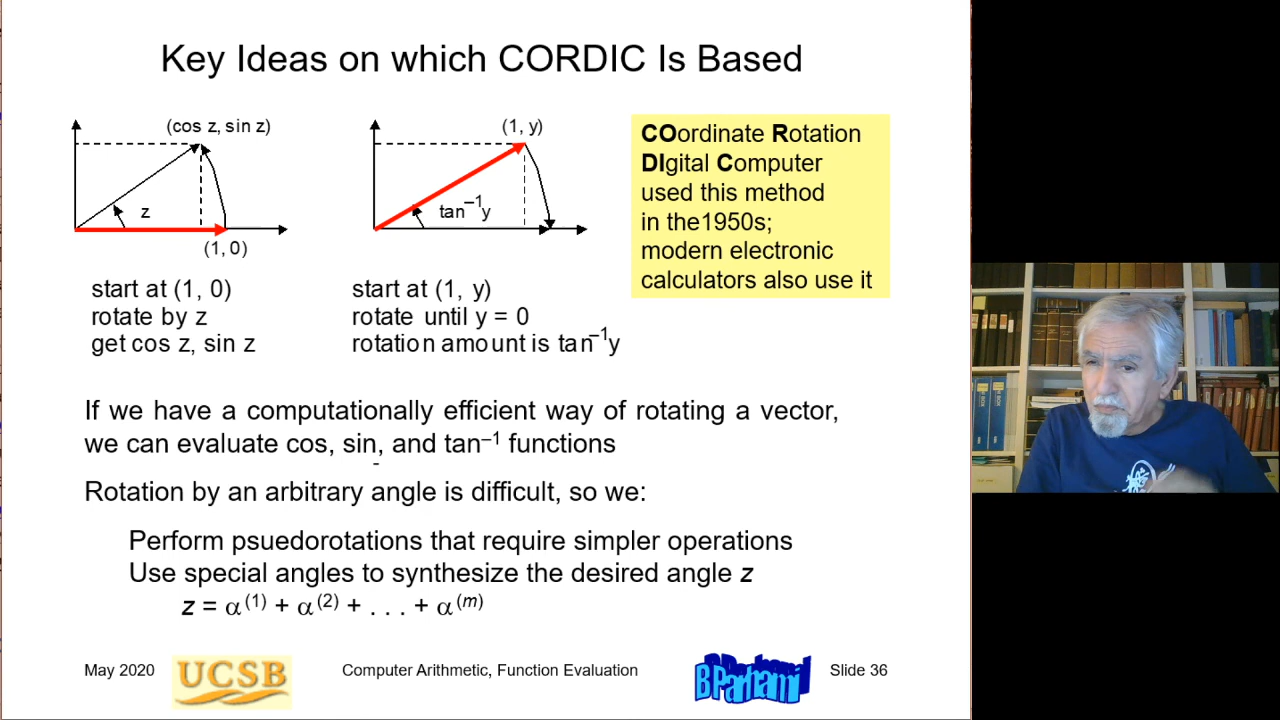 Key Ideas on which CORDIC Is Based
(cos z, sin z)
z
(1, 0)
start at (1, 0)
rotate by z
get cos z, sin z
(1, y)
tan⁻¹y
start at (1, y)
rotate until y = 0
rotation amount is tan⁻¹y
COordinate Rotation
DIgital Computer
used this method
in the1950s;
modern electronic
calculators also use it
If we have a computationally efficient way of rotating a vector,
we can evaluate cos, sin, and tan⁻¹ functions
Rotation by an arbitrary angle is difficult, so we:
Perform psuedorotations that require simpler operations
Use special angles to synthesize the desired angle z
z = α⁽¹⁾ + α⁽²⁾ + . . . + α⁽ᵐ⁾
May 2020
UCSB
Computer Arithmetic, Function Evaluation
B Parhami
Slide 36